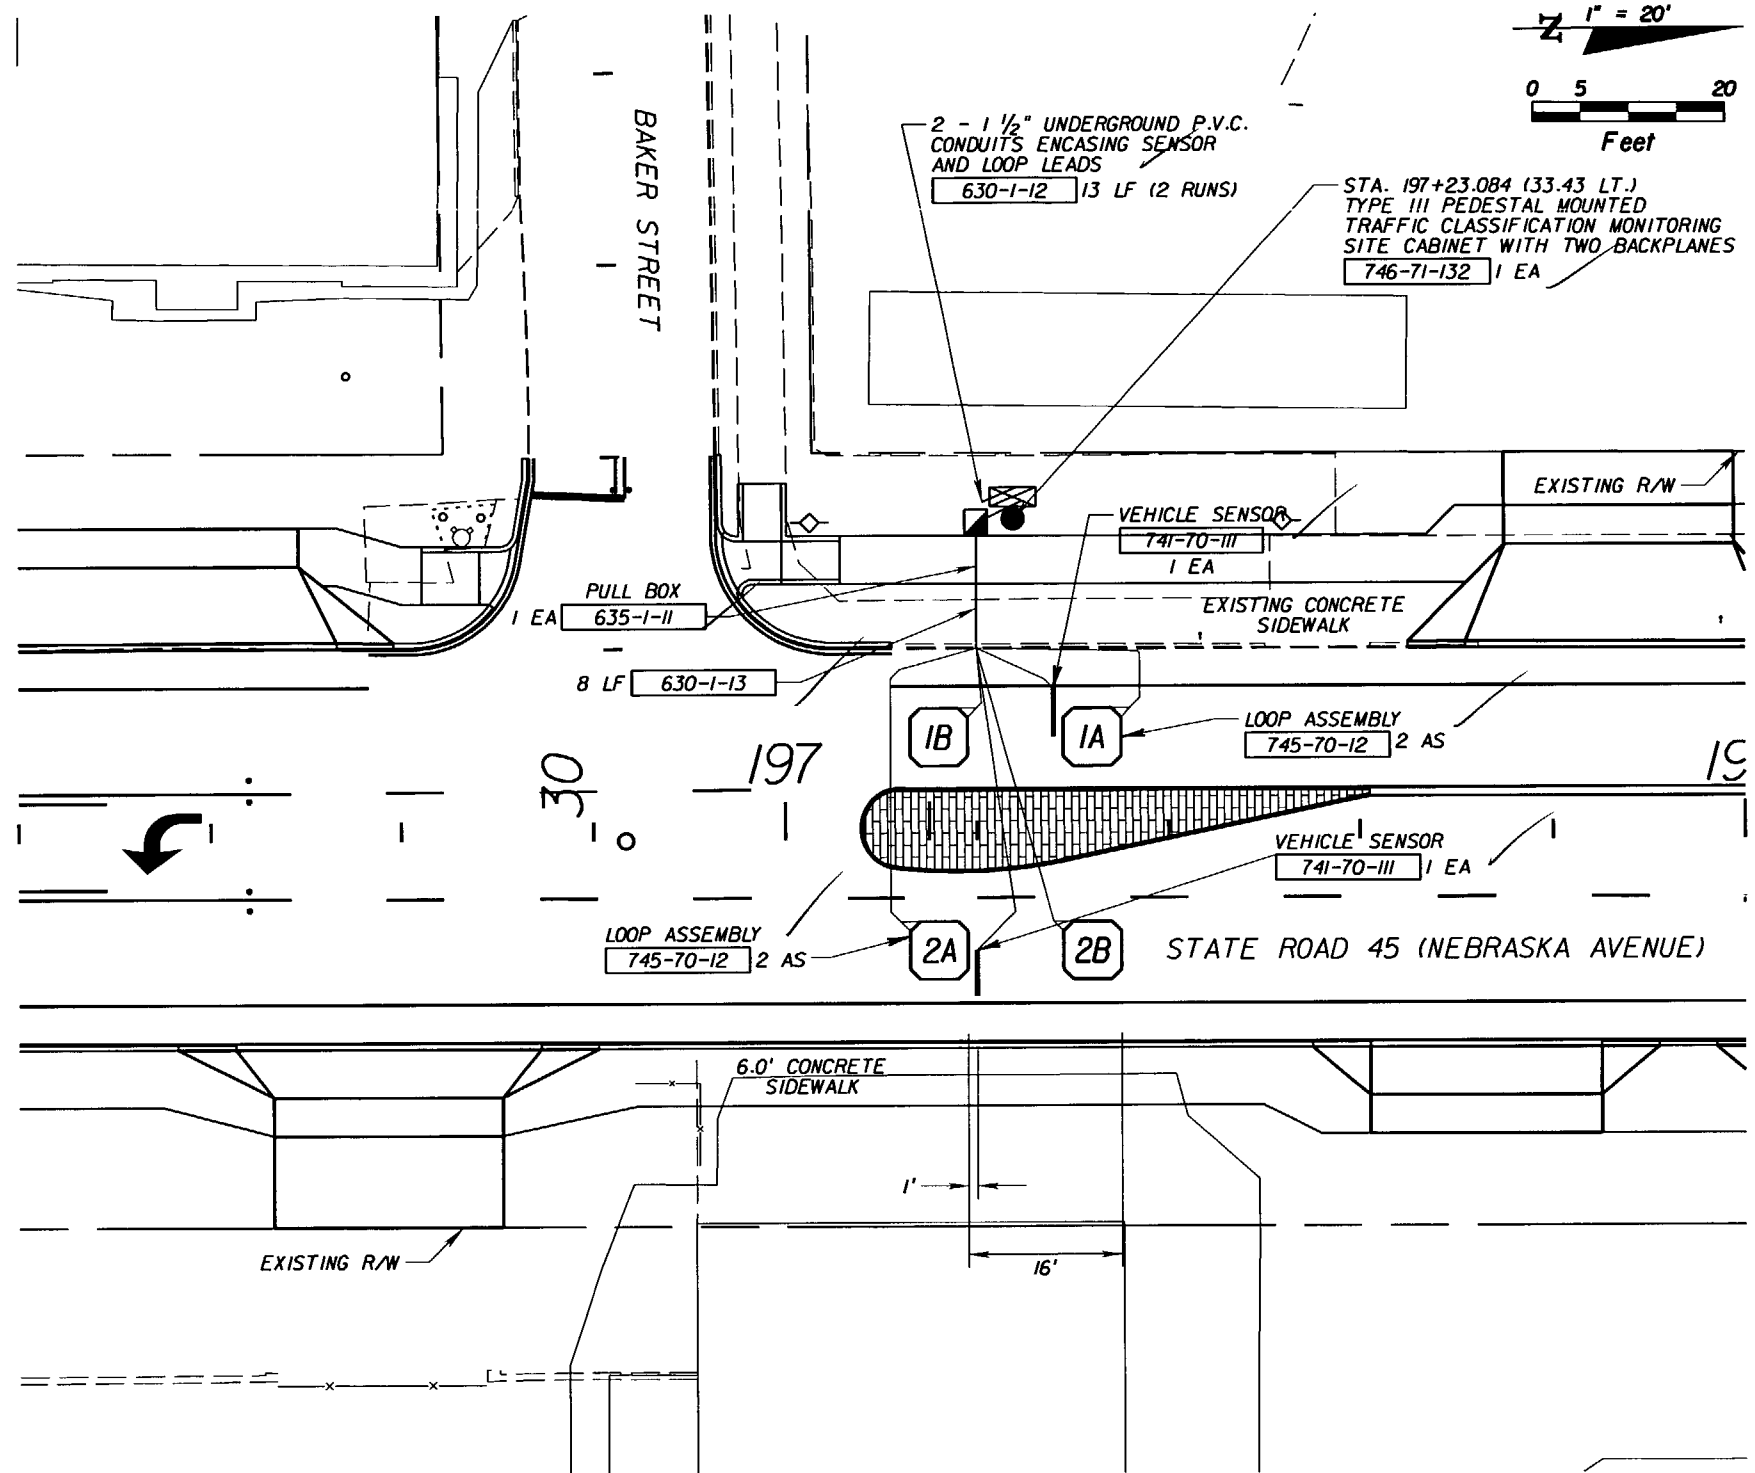 N 1" = 20'
0 5 20
Feet
BAKER STREET
2 - 1 1/2" UNDERGROUND P.V.C.
CONDUITS ENCASING SENSOR
AND LOOP LEADS
630-1-12 13 LF (2 RUNS)
STA. 197+23.084 (33.43 LT.)
TYPE III PEDESTAL MOUNTED
TRAFFIC CLASSIFICATION MONITORING
SITE CABINET WITH TWO BACKPLANES
746-71-132 1 EA
EXISTING R/W
VEHICLE SENSOR
741-70-111
1 EA
PULL BOX
1 EA 635-1-11
EXISTING CONCRETE
SIDEWALK
8 LF 630-1-13
1B
1A
LOOP ASSEMBLY
745-70-12 2 AS
30
197
19
VEHICLE SENSOR
741-70-111 1 EA
LOOP ASSEMBLY
745-70-12 2 AS
2A
2B
STATE ROAD 45 (NEBRASKA AVENUE)
6.0' CONCRETE
SIDEWALK
1'
16'
EXISTING R/W